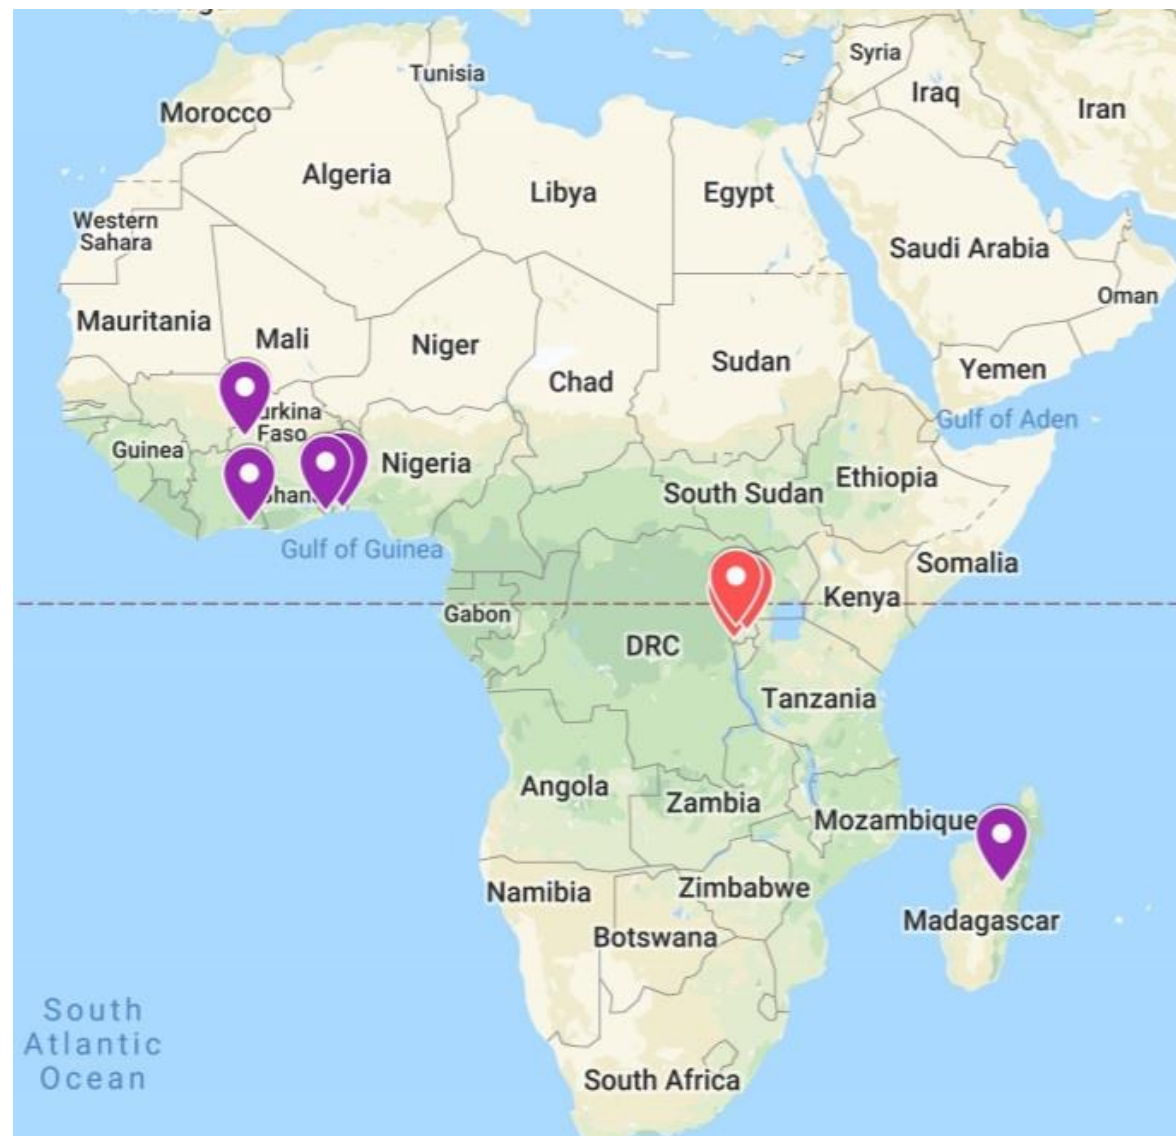 Syria
Tunisia
Iraq
Morocco
Iran
Algeria
Libya
Egypt
Western
Sahara
Saudi Arabia
Oman
Mauritania
Mali
Niger
Sudan
Yemen
Chad
urkina
Faso
Gulf of Aden
Guinea
Nigeria
Ethiopia
South Sudan
hana
Gulf of Guinea
Somalia
Kenya
Gabon
DRC
Tanzania
Angola
Zambia
Mozambique
Zimbabwe
Namibia
Madagascar
Botswana
South
Atlantic
Ocean
South Africa